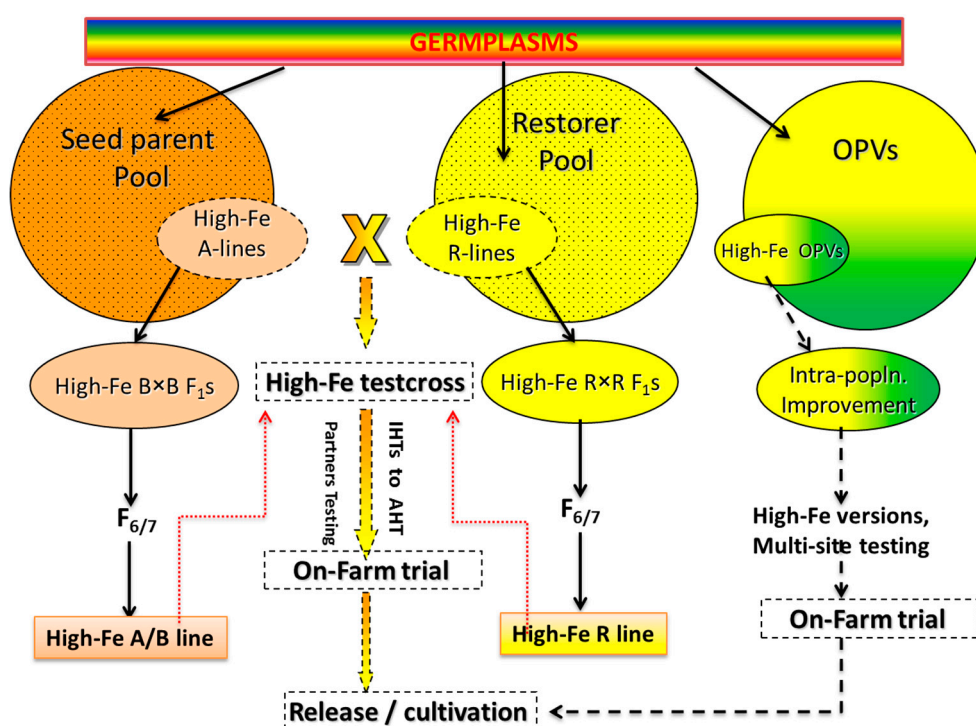 GERMPLASMS
Seed parent
Pool
Restorer
Pool
OPVs
High-Fe
A-lines
X
High-Fe
R-lines
High-Fe OPVs
High-Fe B×B F₁s
High-Fe testcross
High-Fe R×R F₁s
Intra-popln.
Improvement
IHTs to AHT
Partners Testing
F₆/₇
F₆/₇
High-Fe versions,
Multi-site testing
On-Farm trial
On-Farm trial
High-Fe A/B line
High-Fe R line
Release / cultivation